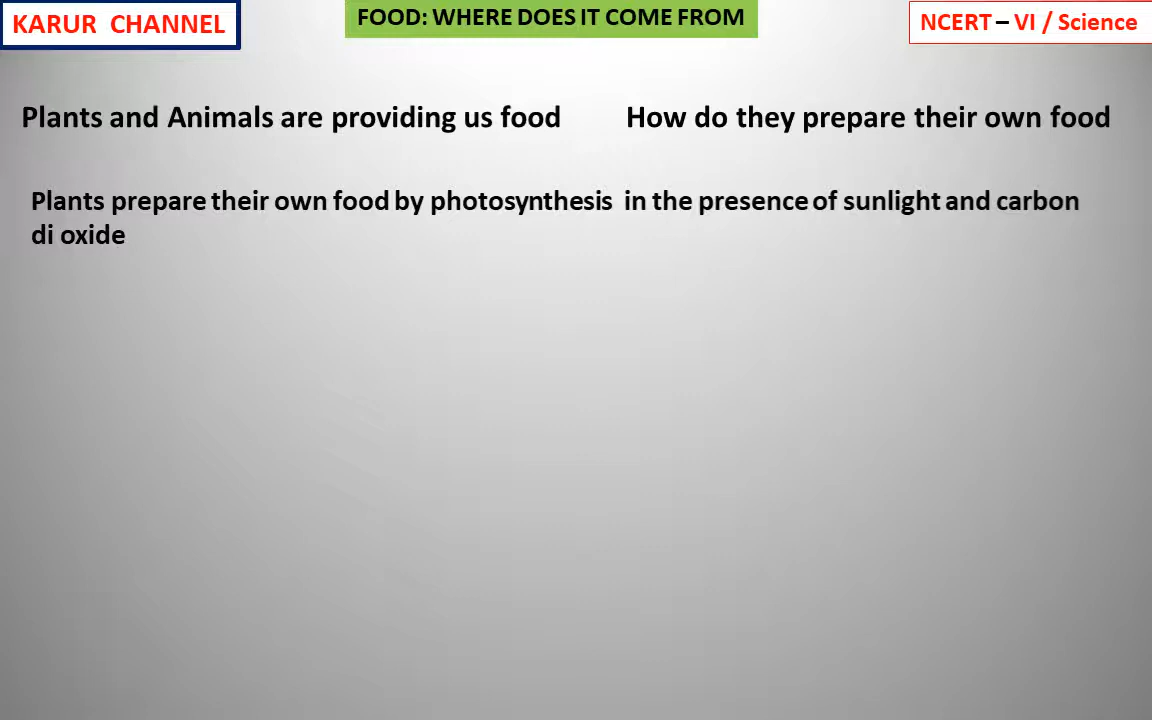 KARUR CHANNEL
FOOD: WHERE DOES IT COME FROM
NCERT – VI / Science
Plants and Animals are providing us food
How do they prepare their own food
Plants prepare their own food by photosynthesis in the presence of sunlight and carbon
di oxide